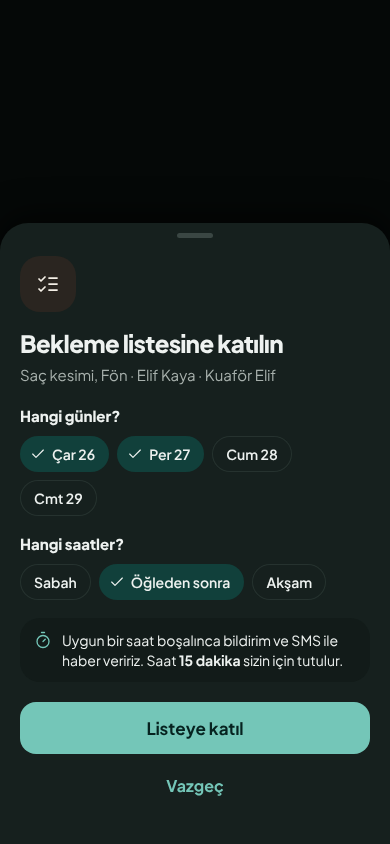 Bekleme listesine katılın
Saç kesimi, Fön · Elif Kaya · Kuaför Elif
Hangi günler?
Çar 26
Per 27
Cum 28
Cmt 29
Hangi saatler?
Sabah
Öğleden sonra
Akşam
Uygun bir saat boşalınca bildirim ve SMS ile
haber veririz. Saat 15 dakika sizin için tutulur.
Listeye katıl
Vazgeç